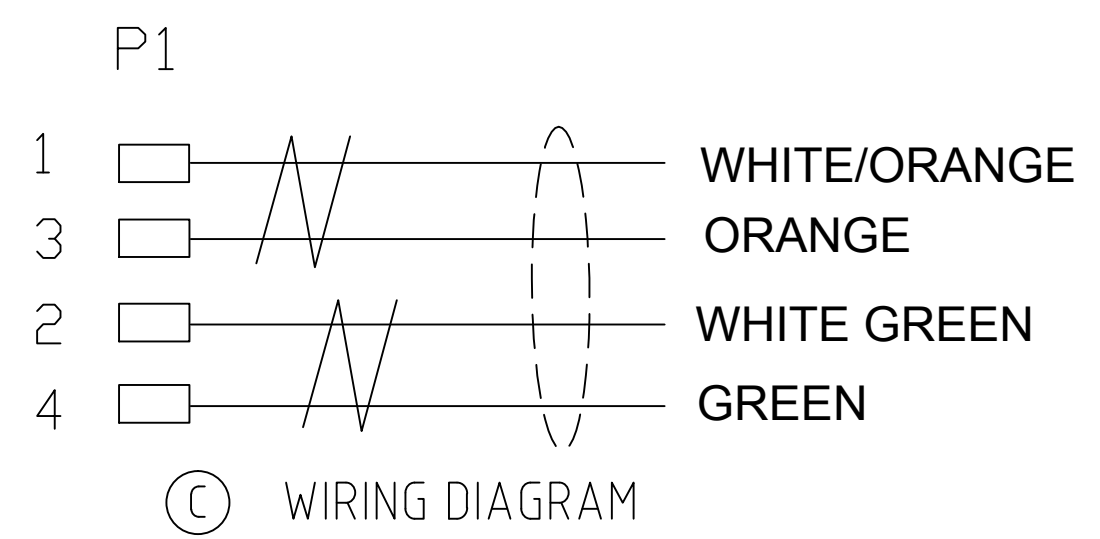 P1
1 WHITE/ORANGE
3 ORANGE
2 WHITE GREEN
4 GREEN
C WIRING DIAGRAM